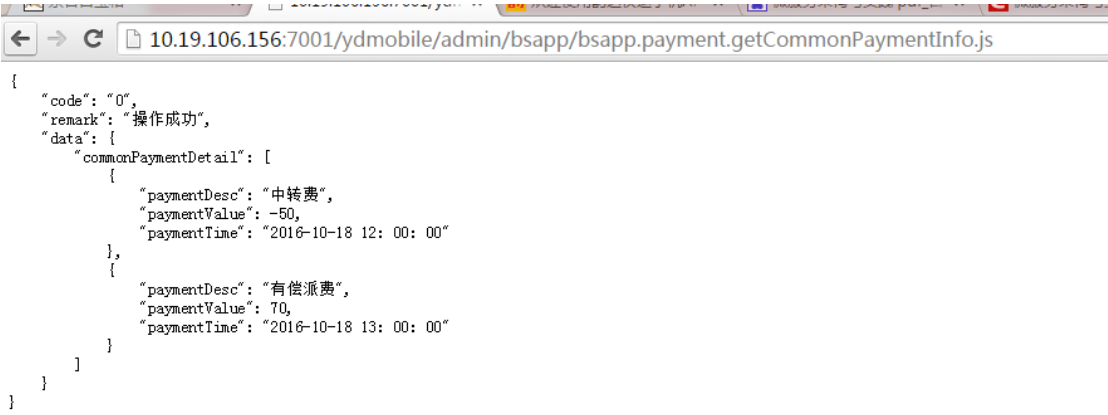 10.19.106.156:7001/ydmobile/admin/bsapp/bsapp.payment.getCommonPaymentInfo.js
{
"code": "0",
"remark": "操作成功",
"data": {
"commonPaymentDetail": [
{
"paymentDesc": "中转费",
"paymentValue": -50,
"paymentTime": "2016-10-18 12: 00: 00"
},
{
"paymentDesc": "有偿派费",
"paymentValue": 70,
"paymentTime": "2016-10-18 13: 00: 00"
}
]
}
}